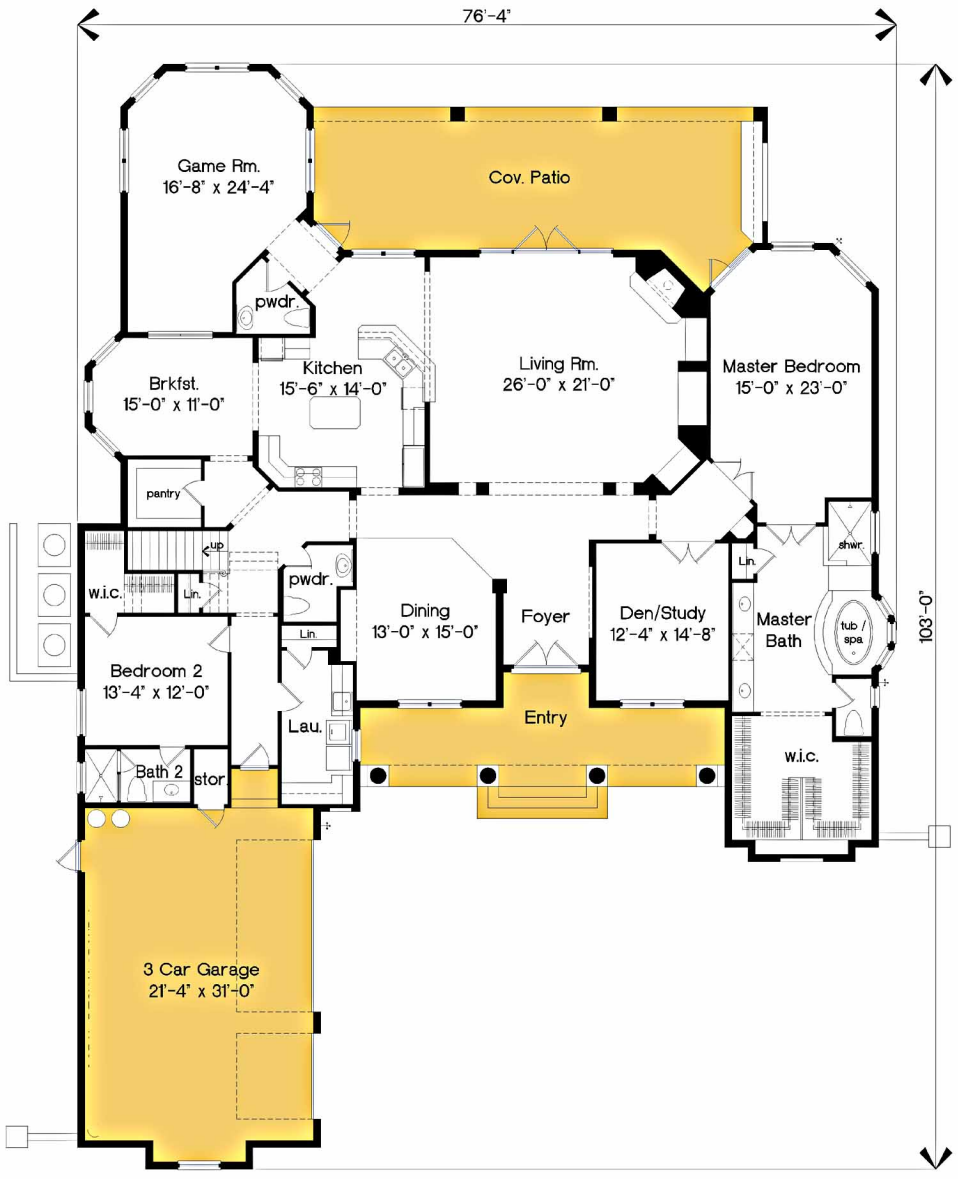 76'-4"
Game Rm.
16'-8" x 24'-4"
Cov. Patio
pwdr.
Kitchen
15'-6" x 14'-0"
Living Rm.
26'-0" x 21'-0"
Master Bedroom
15'-0" x 23'-0"
Brkfst.
15'-0" x 11'-0"
pantry
up
shwr.
Lin.
w.i.c.
Lin.
pwdr.
Dining
13'-0" x 15'-0"
Foyer
Den/Study
12'-4" x 14'-8"
Master
Bath
tub /
spa
103'-0"
Lin.
Bedroom 2
13'-4" x 12'-0"
Lau.
Entry
w.i.c.
Bath 2
stor.
3 Car Garage
21'-4" x 31'-0"